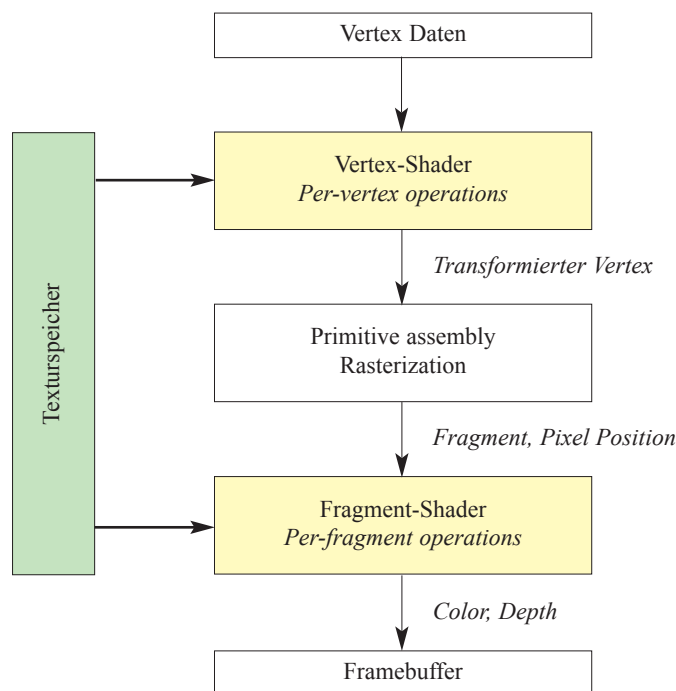 Vertex Daten
Vertex-Shader
Per-vertex operations
Transformierter Vertex
Texturspeicher
Primitive assembly
Rasterization
Fragment, Pixel Position
Fragment-Shader
Per-fragment operations
Color, Depth
Framebuffer